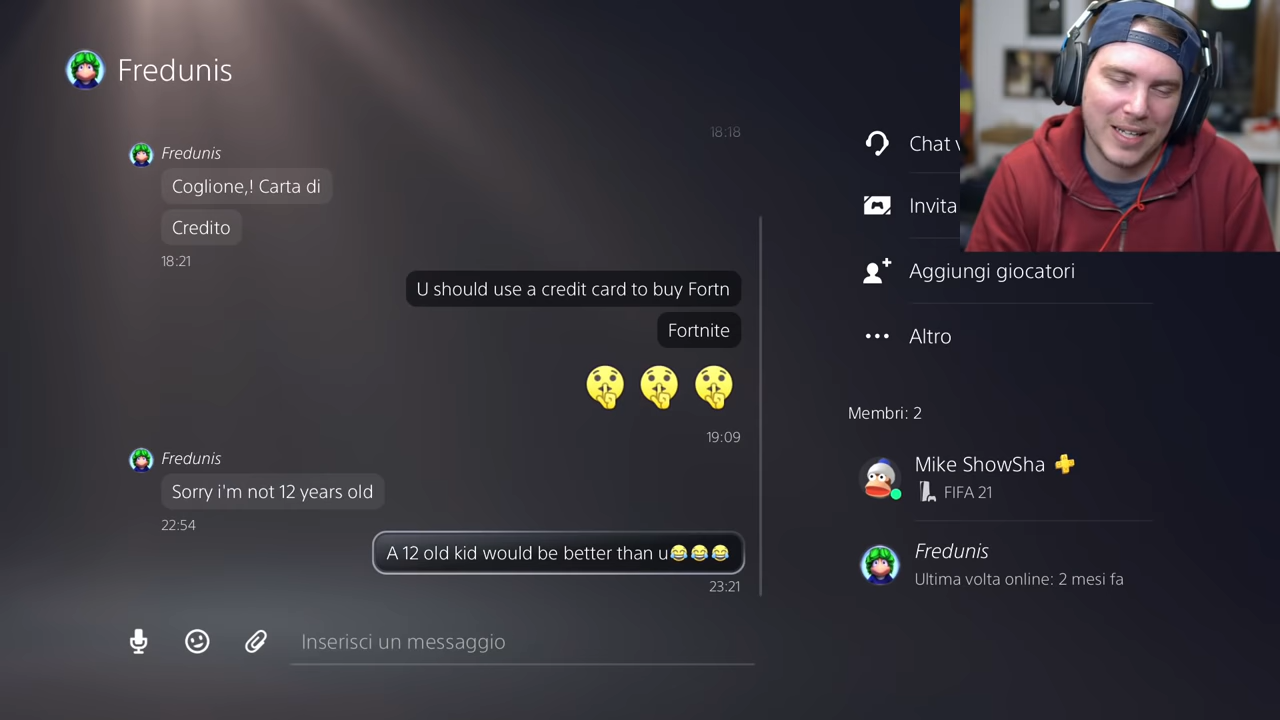 Fredunis
18:18
Fredunis
Coglione,! Carta di
Credito
18:21
U should use a credit card to buy Fortn
Fortnite
19:09
Fredunis
Sorry i'm not 12 years old
22:54
A 12 old kid would be better than u😂😂😂
23:21
Inserisci un messaggio
Chat v
Invita
Aggiungi giocatori
Altro
Membri: 2
Mike ShowSha
FIFA 21
Fredunis
Ultima volta online: 2 mesi fa